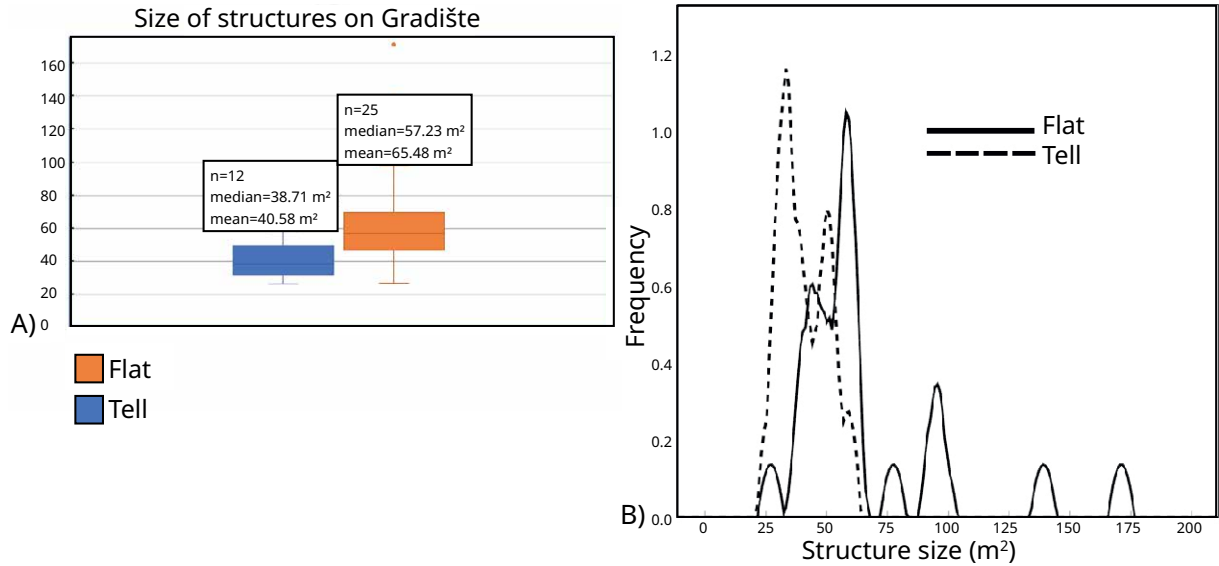 Size of structures on Gradište
160
140
120
100
80
60
40
20
0
n=25
median=57.23 m²
mean=65.48 m²
n=12
median=38.71 m²
mean=40.58 m²
A)
Flat
Tell
Frequency
1.2
1.0
0.8
0.6
0.4
0.2
0.0
Flat
Tell
B)
0 25 50 75 100 125 150 175 200
Structure size (m²)